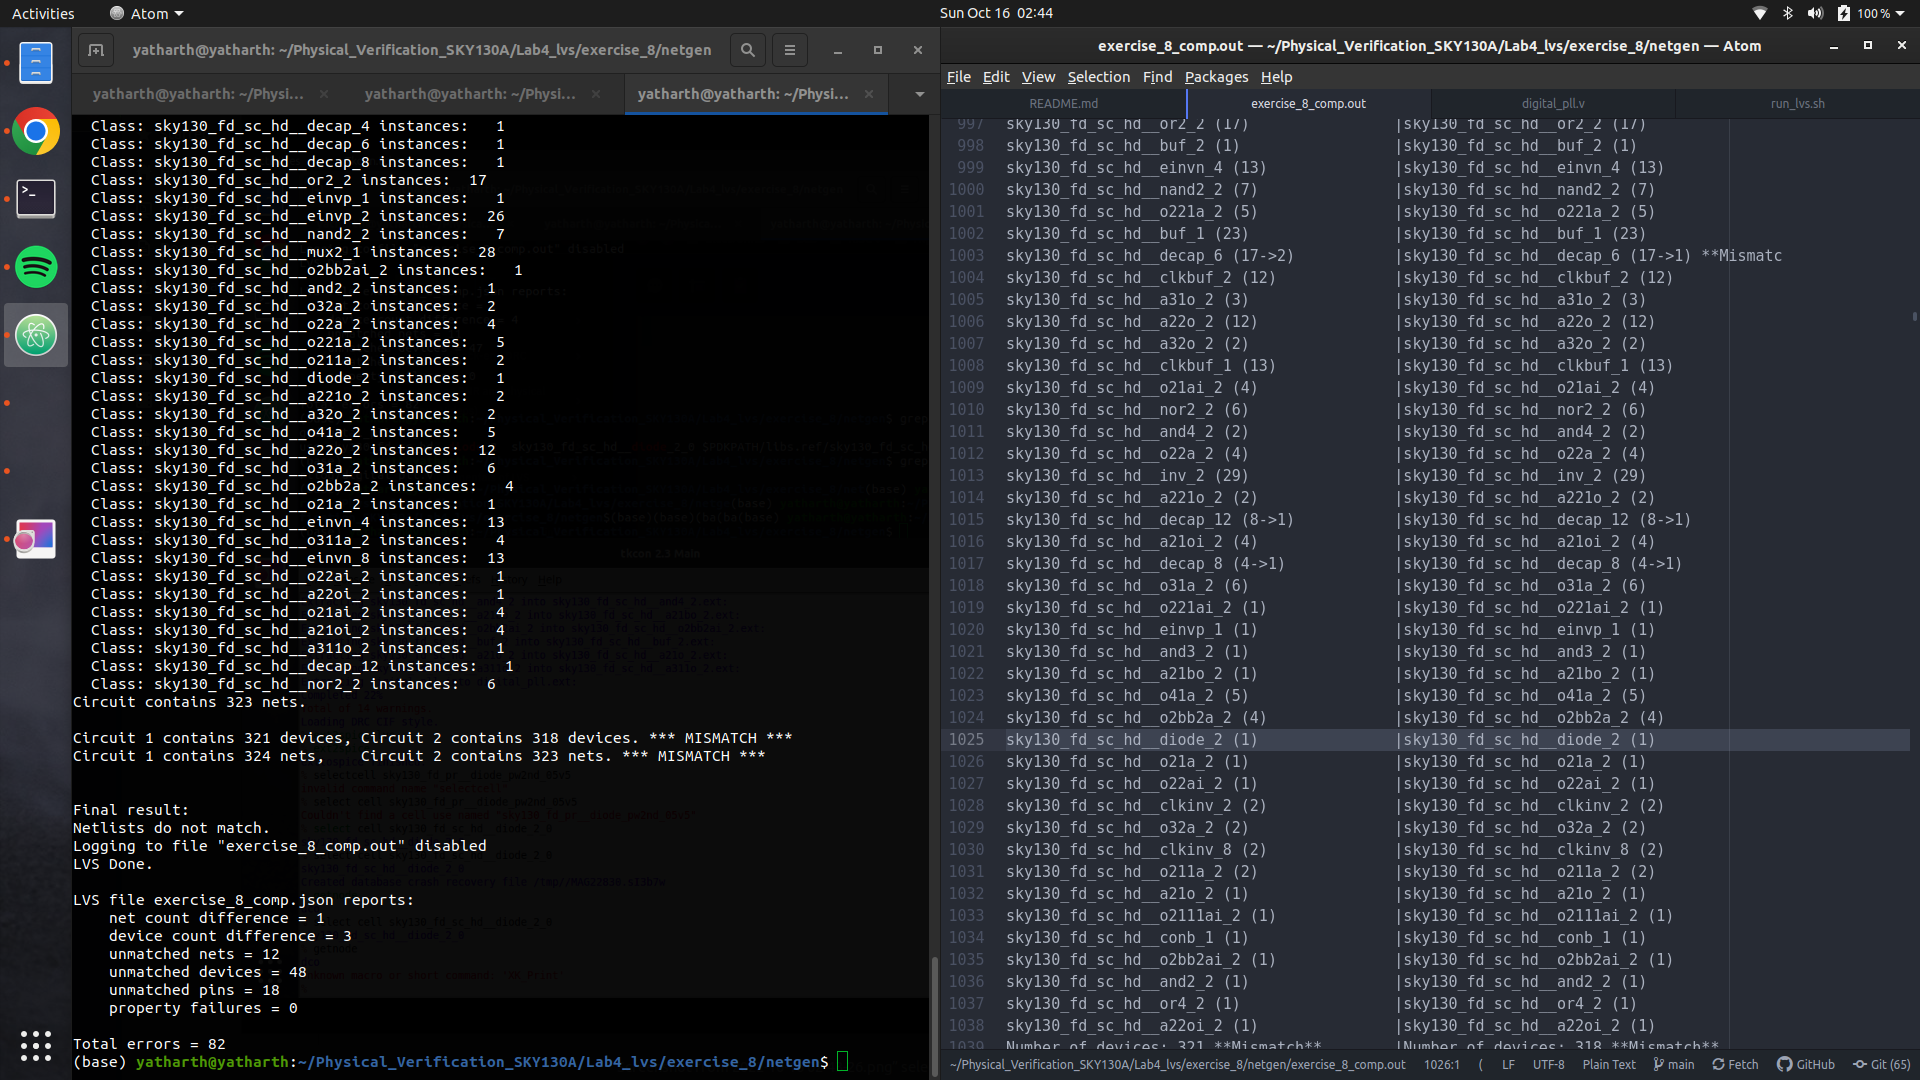 Activities
Atom
Sun Oct 16 02:44
100 %
yatharth@yatharth: ~/Physical_Verification_SKY130A/Lab4_lvs/exercise_8/netgen
yatharth@yatharth: ~/Physi...
yatharth@yatharth: ~/Physi...
yatharth@yatharth: ~/Physi...
Class: sky130_fd_sc_hd__decap_4 instances: 1
Class: sky130_fd_sc_hd__decap_6 instances: 1
Class: sky130_fd_sc_hd__decap_8 instances: 1
Class: sky130_fd_sc_hd__or2_2 instances: 17
Class: sky130_fd_sc_hd__einvp_1 instances: 1
Class: sky130_fd_sc_hd__einvp_2 instances: 26
Class: sky130_fd_sc_hd__nand2_2 instances: 7
Class: sky130_fd_sc_hd__mux2_1 instances: 28
Class: sky130_fd_sc_hd__o2bb2ai_2 instances: 1
Class: sky130_fd_sc_hd__and2_2 instances: 1
Class: sky130_fd_sc_hd__o32a_2 instances: 2
Class: sky130_fd_sc_hd__o22a_2 instances: 4
Class: sky130_fd_sc_hd__o221a_2 instances: 5
Class: sky130_fd_sc_hd__o211a_2 instances: 2
Class: sky130_fd_sc_hd__diode_2 instances: 1
Class: sky130_fd_sc_hd__a221o_2 instances: 2
Class: sky130_fd_sc_hd__a32o_2 instances: 2
Class: sky130_fd_sc_hd__o41a_2 instances: 5
Class: sky130_fd_sc_hd__a22o_2 instances: 12
Class: sky130_fd_sc_hd__o31a_2 instances: 6
Class: sky130_fd_sc_hd__o2bb2a_2 instances: 4
Class: sky130_fd_sc_hd__o21a_2 instances: 1
Class: sky130_fd_sc_hd__einvn_4 instances: 13
Class: sky130_fd_sc_hd__o311a_2 instances: 4
Class: sky130_fd_sc_hd__einvn_8 instances: 13
Class: sky130_fd_sc_hd__o22ai_2 instances: 1
Class: sky130_fd_sc_hd__a22oi_2 instances: 1
Class: sky130_fd_sc_hd__o21ai_2 instances: 4
Class: sky130_fd_sc_hd__a21oi_2 instances: 4
Class: sky130_fd_sc_hd__a311o_2 instances: 1
Class: sky130_fd_sc_hd__decap_12 instances: 1
Class: sky130_fd_sc_hd__nor2_2 instances: 6
Circuit contains 323 nets.
Circuit 1 contains 321 devices, Circuit 2 contains 318 devices. *** MISMATCH ***
Circuit 1 contains 324 nets, Circuit 2 contains 323 nets. *** MISMATCH ***
Final result:
Netlists do not match.
Logging to file "exercise_8_comp.out" disabled
LVS Done.
LVS file exercise_8_comp.json reports:
net count difference = 1
device count difference = 3
unmatched nets = 12
unmatched devices = 48
unmatched pins = 18
property failures = 0
Total errors = 82
(base) yatharth@yatharth:~/Physical_Verification_SKY130A/Lab4_lvs/exercise_8/netgen$
exercise_8_comp.out — ~/Physical_Verification_SKY130A/Lab4_lvs/exercise_8/netgen — Atom
File Edit View Selection Find Packages Help
README.md exercise_8_comp.out digital_pll.v run_lvs.sh
997 sky130_fd_sc_hd__or2_2 (17) |sky130_fd_sc_hd__or2_2 (17)
998 sky130_fd_sc_hd__buf_2 (1) |sky130_fd_sc_hd__buf_2 (1)
999 sky130_fd_sc_hd__einvn_4 (13) |sky130_fd_sc_hd__einvn_4 (13)
1000 sky130_fd_sc_hd__nand2_2 (7) |sky130_fd_sc_hd__nand2_2 (7)
1001 sky130_fd_sc_hd__o221a_2 (5) |sky130_fd_sc_hd__o221a_2 (5)
1002 sky130_fd_sc_hd__buf_1 (23) |sky130_fd_sc_hd__buf_1 (23)
1003 sky130_fd_sc_hd__decap_6 (17->2) |sky130_fd_sc_hd__decap_6 (17->1) **Mismatc
1004 sky130_fd_sc_hd__clkbuf_2 (12) |sky130_fd_sc_hd__clkbuf_2 (12)
1005 sky130_fd_sc_hd__a31o_2 (3) |sky130_fd_sc_hd__a31o_2 (3)
1006 sky130_fd_sc_hd__a22o_2 (12) |sky130_fd_sc_hd__a22o_2 (12)
1007 sky130_fd_sc_hd__a32o_2 (2) |sky130_fd_sc_hd__a32o_2 (2)
1008 sky130_fd_sc_hd__clkbuf_1 (13) |sky130_fd_sc_hd__clkbuf_1 (13)
1009 sky130_fd_sc_hd__o21ai_2 (4) |sky130_fd_sc_hd__o21ai_2 (4)
1010 sky130_fd_sc_hd__nor2_2 (6) |sky130_fd_sc_hd__nor2_2 (6)
1011 sky130_fd_sc_hd__and4_2 (2) |sky130_fd_sc_hd__and4_2 (2)
1012 sky130_fd_sc_hd__o22a_2 (4) |sky130_fd_sc_hd__o22a_2 (4)
1013 sky130_fd_sc_hd__inv_2 (29) |sky130_fd_sc_hd__inv_2 (29)
1014 sky130_fd_sc_hd__a221o_2 (2) |sky130_fd_sc_hd__a221o_2 (2)
1015 sky130_fd_sc_hd__decap_12 (8->1) |sky130_fd_sc_hd__decap_12 (8->1)
1016 sky130_fd_sc_hd__a21oi_2 (4) |sky130_fd_sc_hd__a21oi_2 (4)
1017 sky130_fd_sc_hd__decap_8 (4->1) |sky130_fd_sc_hd__decap_8 (4->1)
1018 sky130_fd_sc_hd__o31a_2 (6) |sky130_fd_sc_hd__o31a_2 (6)
1019 sky130_fd_sc_hd__o221ai_2 (1) |sky130_fd_sc_hd__o221ai_2 (1)
1020 sky130_fd_sc_hd__einvp_1 (1) |sky130_fd_sc_hd__einvp_1 (1)
1021 sky130_fd_sc_hd__and3_2 (1) |sky130_fd_sc_hd__and3_2 (1)
1022 sky130_fd_sc_hd__a21bo_2 (1) |sky130_fd_sc_hd__a21bo_2 (1)
1023 sky130_fd_sc_hd__o41a_2 (5) |sky130_fd_sc_hd__o41a_2 (5)
1024 sky130_fd_sc_hd__o2bb2a_2 (4) |sky130_fd_sc_hd__o2bb2a_2 (4)
1025 sky130_fd_sc_hd__diode_2 (1) |sky130_fd_sc_hd__diode_2 (1)
1026 sky130_fd_sc_hd__o21a_2 (1) |sky130_fd_sc_hd__o21a_2 (1)
1027 sky130_fd_sc_hd__o22ai_2 (1) |sky130_fd_sc_hd__o22ai_2 (1)
1028 sky130_fd_sc_hd__clkinv_2 (2) |sky130_fd_sc_hd__clkinv_2 (2)
1029 sky130_fd_sc_hd__o32a_2 (2) |sky130_fd_sc_hd__o32a_2 (2)
1030 sky130_fd_sc_hd__clkinv_8 (2) |sky130_fd_sc_hd__clkinv_8 (2)
1031 sky130_fd_sc_hd__o211a_2 (2) |sky130_fd_sc_hd__o211a_2 (2)
1032 sky130_fd_sc_hd__a21o_2 (1) |sky130_fd_sc_hd__a21o_2 (1)
1033 sky130_fd_sc_hd__o2111ai_2 (1) |sky130_fd_sc_hd__o2111ai_2 (1)
1034 sky130_fd_sc_hd__conb_1 (1) |sky130_fd_sc_hd__conb_1 (1)
1035 sky130_fd_sc_hd__o2bb2ai_2 (1) |sky130_fd_sc_hd__o2bb2ai_2 (1)
1036 sky130_fd_sc_hd__and2_2 (1) |sky130_fd_sc_hd__and2_2 (1)
1037 sky130_fd_sc_hd__or4_2 (1) |sky130_fd_sc_hd__or4_2 (1)
1038 sky130_fd_sc_hd__a22oi_2 (1) |sky130_fd_sc_hd__a22oi_2 (1)
1039 Number of devices: 321 **Mismatch** |Number of devices: 318 **Mismatch**
~/Physical_Verification_SKY130A/Lab4_lvs/exercise_8/netgen/exercise_8_comp.out 1026:1 ( LF UTF-8 Plain Text main Fetch GitHub Git (65)